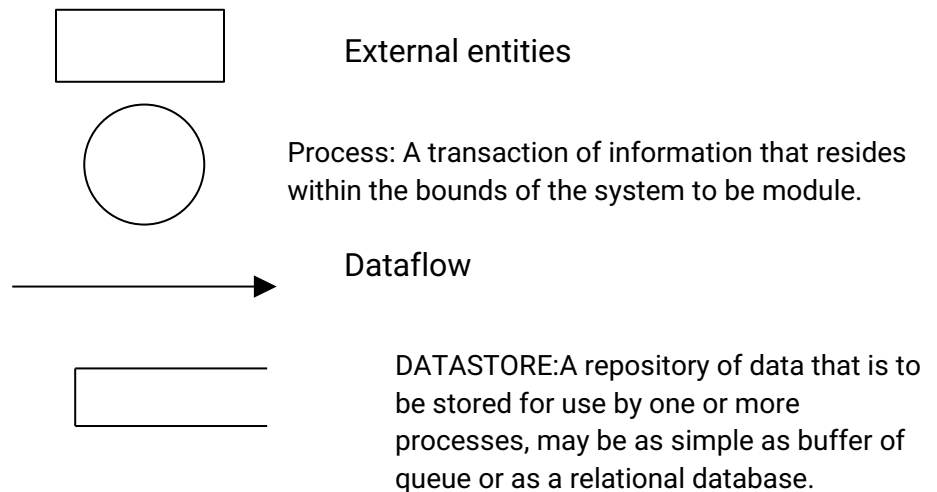 External entities
Process: A transaction of information that resides
within the bounds of the system to be module.
Dataflow
DATASTORE:A repository of data that is to
be stored for use by one or more
processes, may be as simple as buffer of
queue or as a relational database.